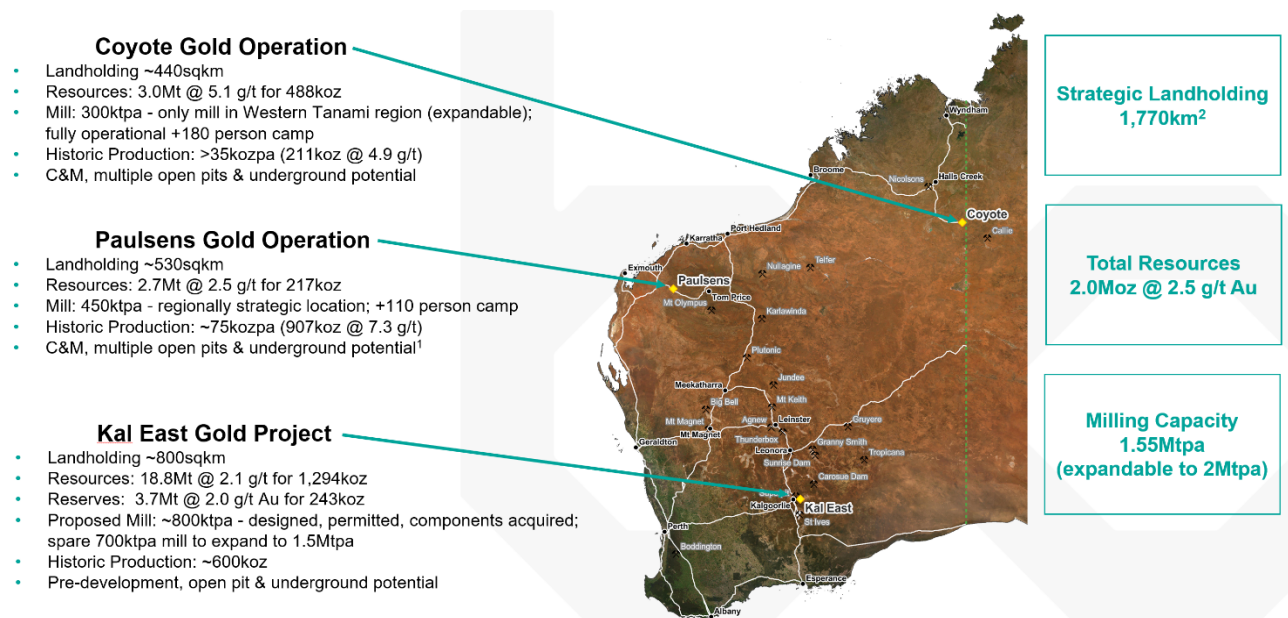 Coyote Gold Operation
• Landholding ~440sqkm
• Resources: 3.0Mt @ 5.1 g/t for 488koz
• Mill: 300ktpa - only mill in Western Tanami region (expandable);
fully operational +180 person camp
• Historic Production: >35kozpa (211koz @ 4.9 g/t)
• C&M, multiple open pits & underground potential
Paulsens Gold Operation
• Landholding ~530sqkm
• Resources: 2.7Mt @ 2.5 g/t for 217koz
• Mill: 450ktpa - regionally strategic location; +110 person camp
• Historic Production: ~75kozpa (907koz @ 7.3 g/t)
• C&M, multiple open pits & underground potential¹
Kal East Gold Project
• Landholding ~800sqkm
• Resources: 18.8Mt @ 2.1 g/t for 1,294koz
• Reserves: 3.7Mt @ 2.0 g/t Au for 243koz
• Proposed Mill: ~800ktpa - designed, permitted, components acquired;
spare 700ktpa mill to expand to 1.5Mtpa
• Historic Production: ~600koz
• Pre-development, open pit & underground potential
Wyndham
Broome
Nicolsons
Halls Creek
Coyote
Callie
Port Hedland
Karratha
Exmouth
Nullagine
Telfer
Paulsens
Tom Price
Mt Olympus
Karlawinda
Plutonic
Meekatharra
Jundee
Big Bell
Mt Keith
Mt Magnet
Agnew
Leinster
Gruyere
Mt Magnet
Geraldton
Thunderbox
Granny Smith
Leonora
Sunrise Dam
Tropicana
Carosue Dam
Kalgoorlie
Kal East
St Ives
Perth
Boddington
Esperance
Albany
Strategic Landholding
1,770km²
Total Resources
2.0Moz @ 2.5 g/t Au
Milling Capacity
1.55Mtpa
(expandable to 2Mtpa)